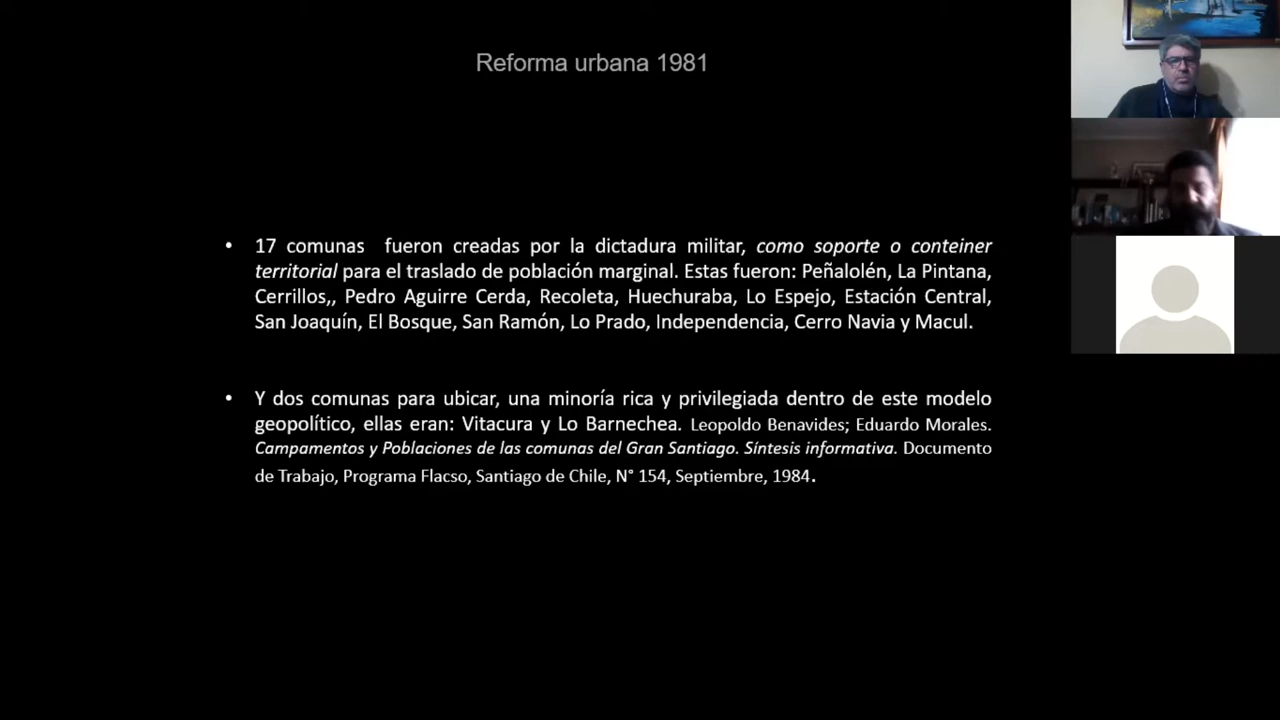 Reforma urbana 1981
• 17 comunas fueron creadas por la dictadura militar, como soporte o conteiner
territorial para el traslado de población marginal. Estas fueron: Peñalolén, La Pintana,
Cerrillos,, Pedro Aguirre Cerda, Recoleta, Huechuraba, Lo Espejo, Estación Central,
San Joaquín, El Bosque, San Ramón, Lo Prado, Independencia, Cerro Navia y Macul.
• Y dos comunas para ubicar, una minoría rica y privilegiada dentro de este modelo
geopolítico, ellas eran: Vitacura y Lo Barnechea. Leopoldo Benavides; Eduardo Morales.
Campamentos y Poblaciones de las comunas del Gran Santiago. Síntesis informativa. Documento
de Trabajo, Programa Flacso, Santiago de Chile, N° 154, Septiembre, 1984.